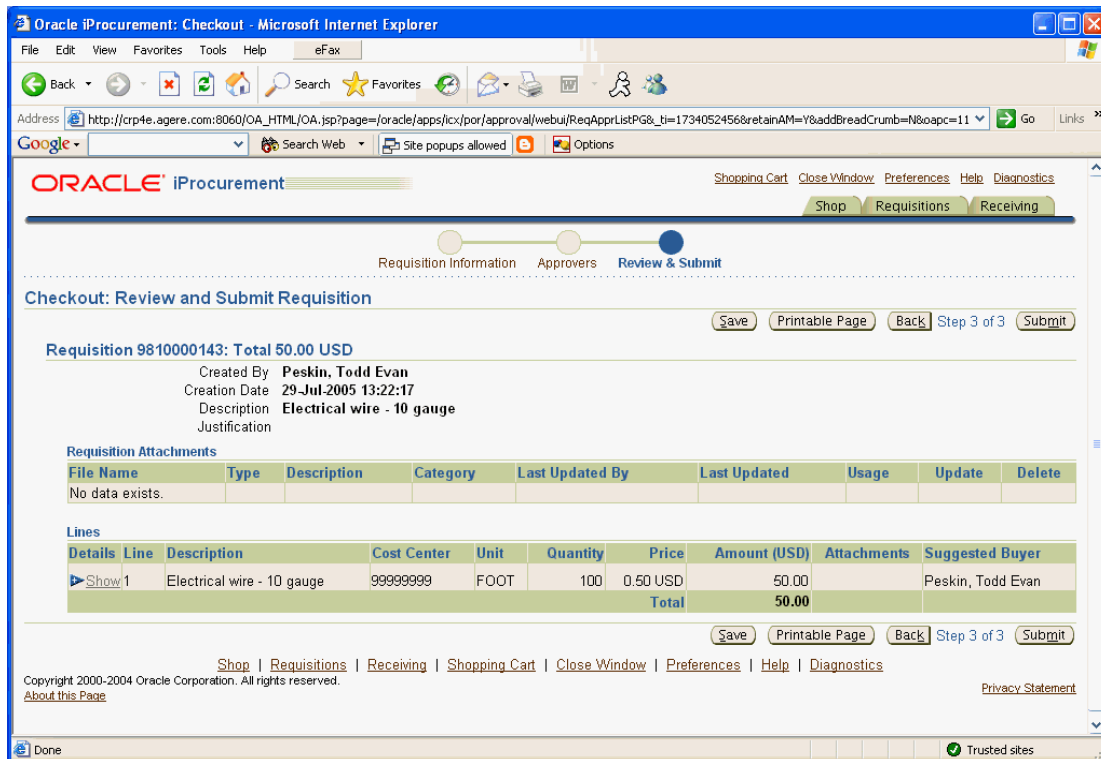 Oracle iProcurement: Checkout - Microsoft Internet Explorer
File Edit View Favorites Tools Help eFax
Back Search Favorites
Address http://crp4e.agere.com:8060/OA_HTML/OA.jsp?page=/oracle/apps/icx/por/approval/webui/ReqApprListPG&_ti=1734052456&retainAM=Y&addBreadCrumb=N&oapc=11 Go Links »
Google Search Web Site popups allowed Options
ORACLE iProcurement
Shopping Cart Close Window Preferences Help Diagnostics
Shop Requisitions Receiving
Requisition Information Approvers Review & Submit
Checkout: Review and Submit Requisition
Save Printable Page Back Step 3 of 3 Submit
Requisition 9810000143: Total 50.00 USD
Created By Peskin, Todd Evan
Creation Date 29-Jul-2005 13:22:17
Description Electrical wire - 10 gauge
Justification
Requisition Attachments
File Name Type Description Category Last Updated By Last Updated Usage Update Delete
No data exists.
Lines
Details Line Description Cost Center Unit Quantity Price Amount (USD) Attachments Suggested Buyer
Show 1 Electrical wire - 10 gauge 99999999 FOOT 100 0.50 USD 50.00 Peskin, Todd Evan
Total 50.00
Save Printable Page Back Step 3 of 3 Submit
Shop | Requisitions | Receiving | Shopping Cart | Close Window | Preferences | Help | Diagnostics
Copyright 2000-2004 Oracle Corporation. All rights reserved.
About this Page
Privacy Statement
Done
Trusted sites